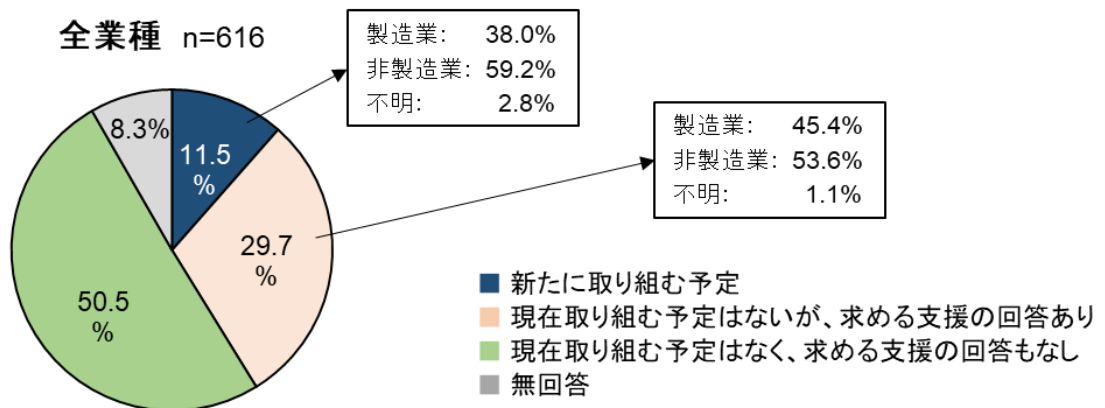 全業種 n=616
製造業: 38.0%
非製造業: 59.2%
不明: 2.8%
製造業: 45.4%
非製造業: 53.6%
不明: 1.1%
8.3%
11.5
%
29.7
%
50.5
%
新たに取り組む予定
現在取り組む予定はないが、求める支援の回答あり
現在取り組む予定はなく、求める支援の回答もなし
無回答